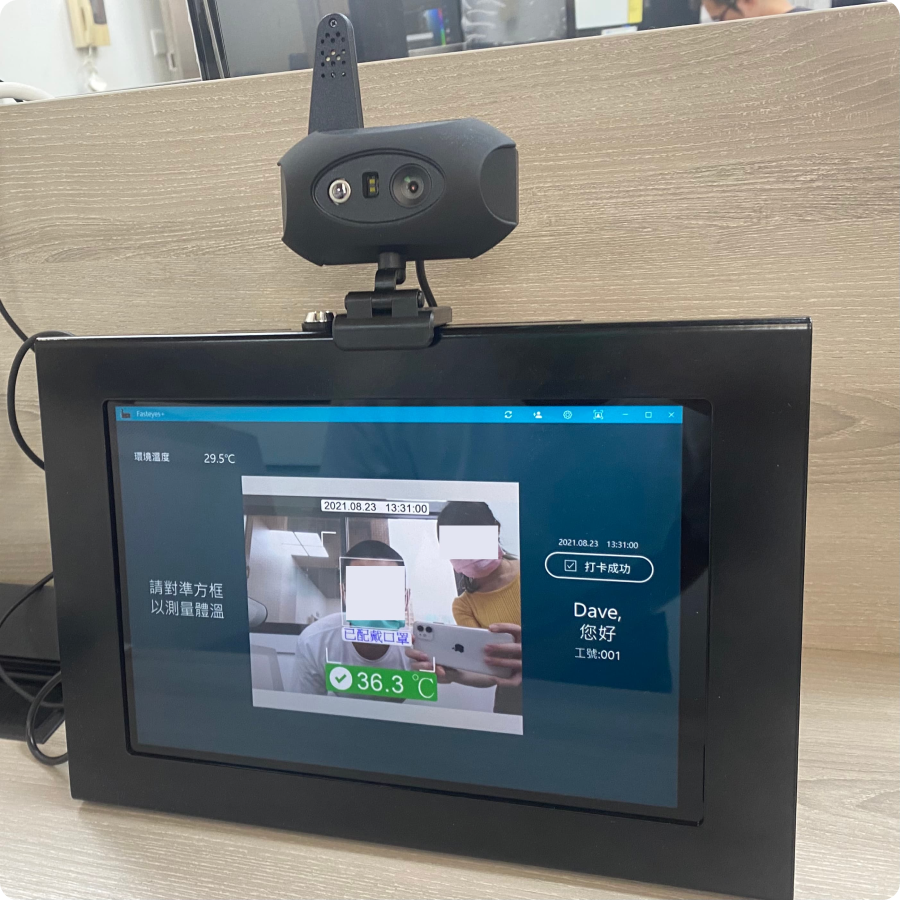 Fasteyes+
環境溫度 29.5℃
2021.08.23 13:31:00
請對準方框
以測量體溫
已配戴口罩
36.3 ℃
2021.08.23 13:31:00
打卡成功
Dave,
您好
工號:001